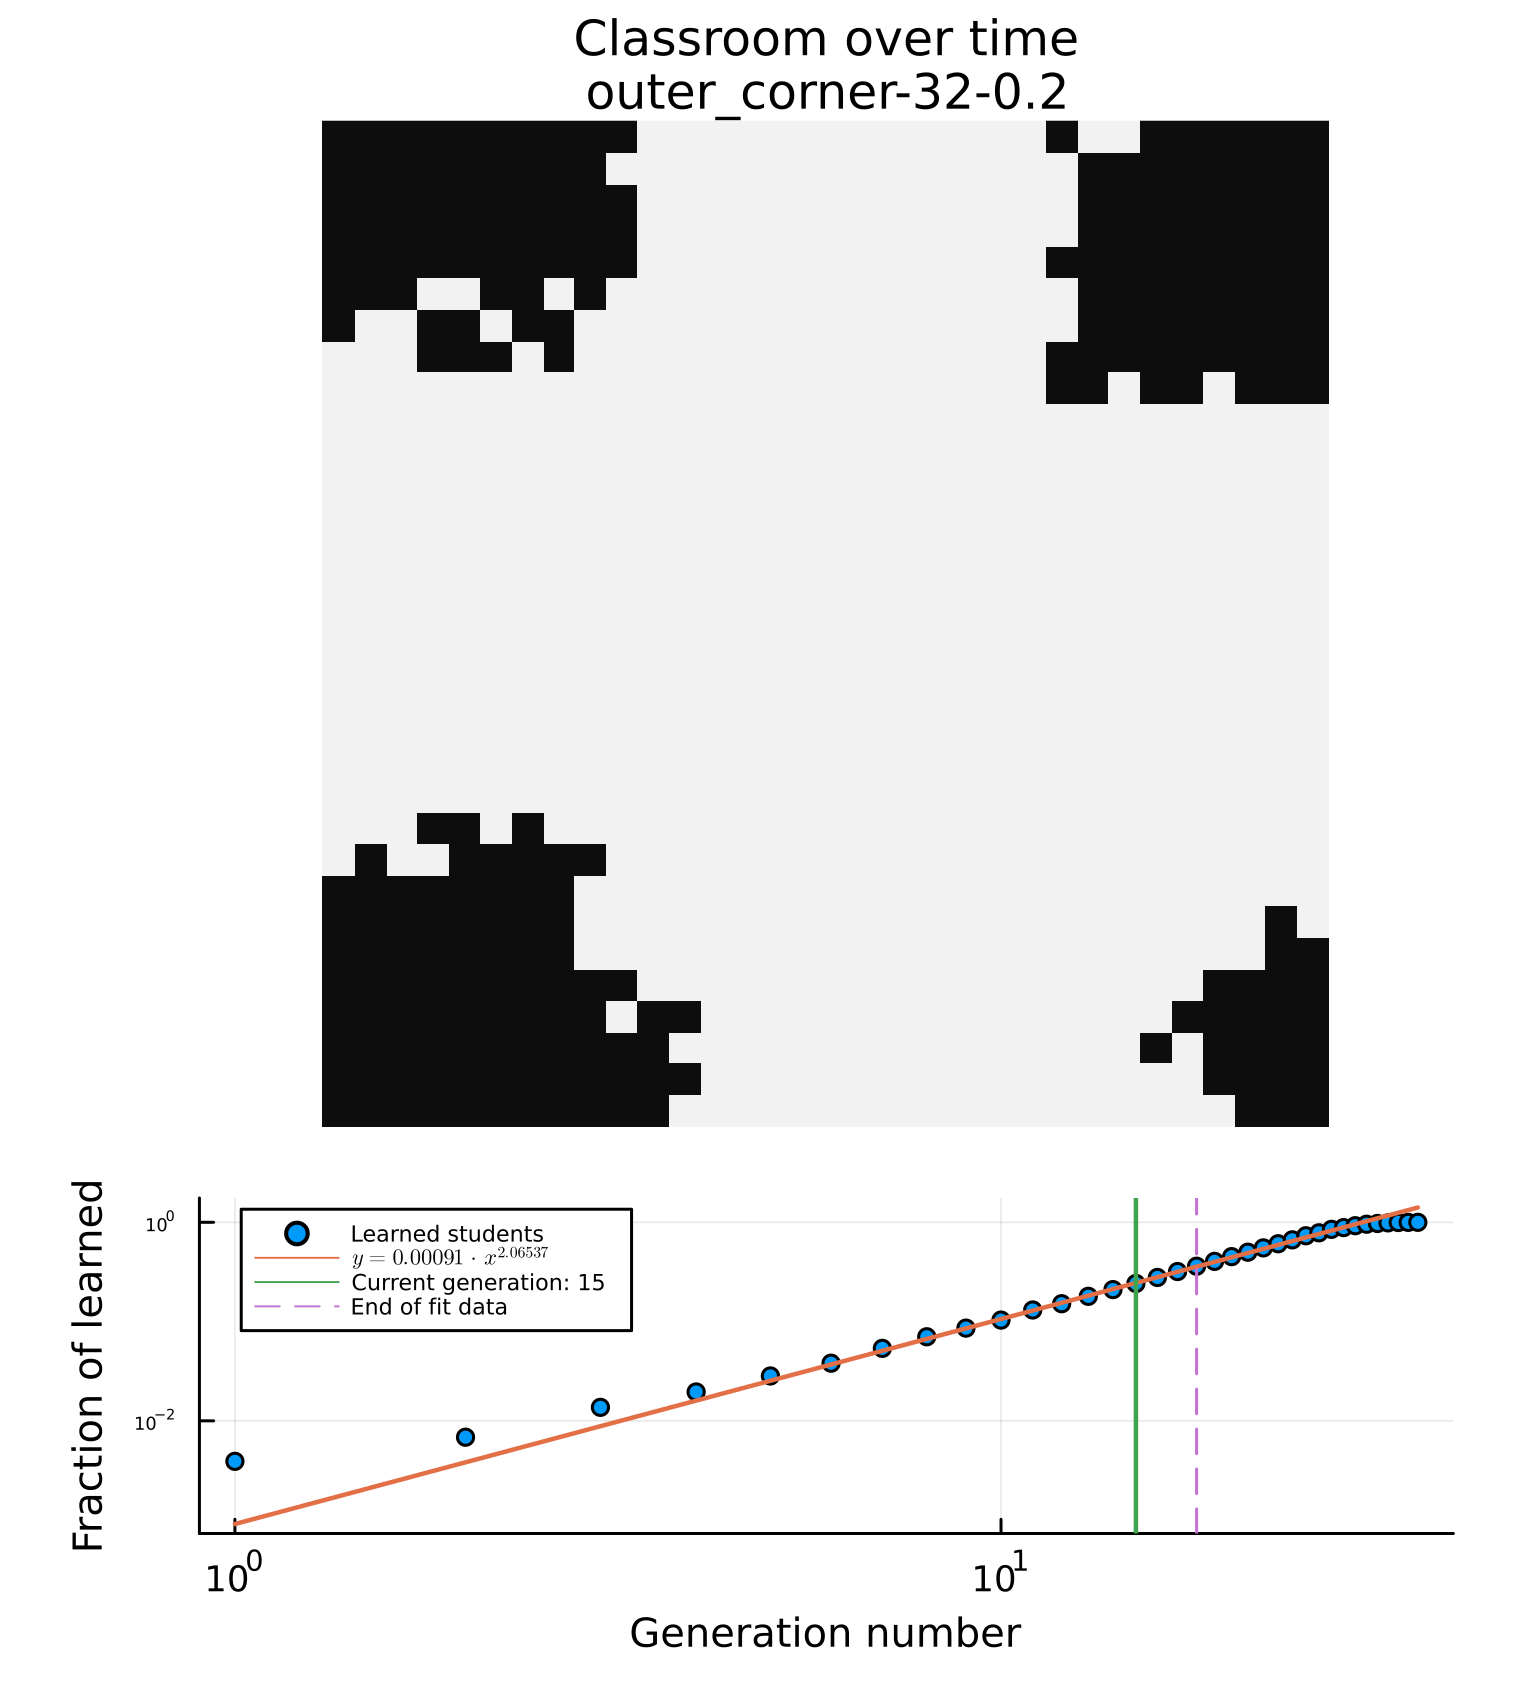 Classroom over time
outer_corner-32-0.2
Fraction of learned
10^0
10^-2
Learned students
y = 0.00091 · x^2.06537
Current generation: 15
End of fit data
10^0
10^1
Generation number